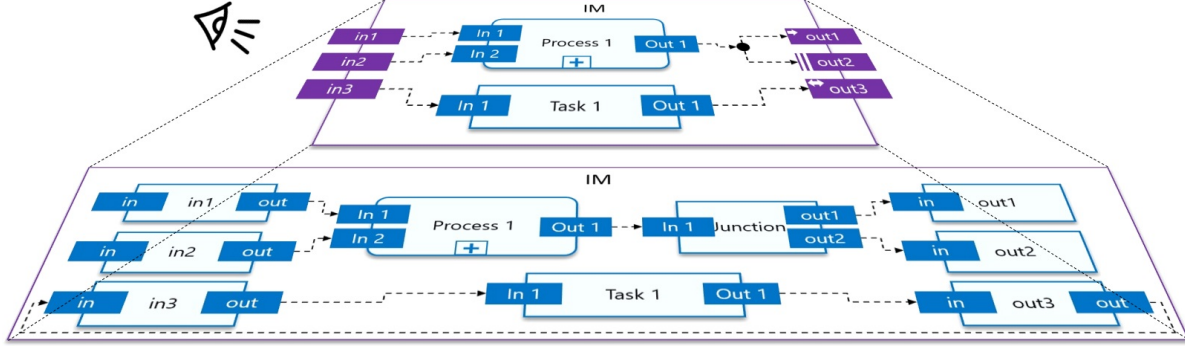 IM
in1 In 1 Process 1 Out 1 out1
in2 In 2 out2
in3 In 1 Task 1 Out 1 out3
IM
in in1 out In 1 Process 1 Out 1 In 1 Junction out1 in out1
in in2 out In 2 out2 in out2
in in3 out In 1 Task 1 Out 1 in out3 out